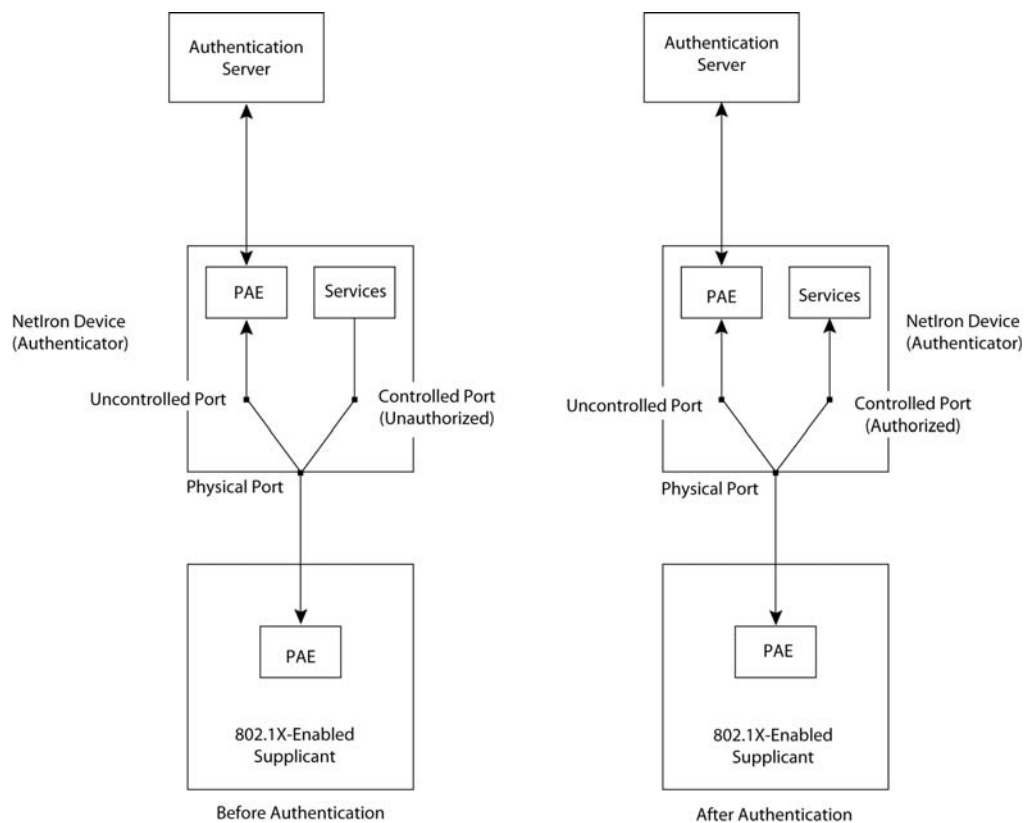 Authentication
Server
PAE
Services
NetIron Device
(Authenticator)
Uncontrolled Port
Controlled Port
(Unauthorized)
Physical Port
PAE
802.1X-Enabled
Supplicant
Before Authentication
Authentication
Server
PAE
Services
NetIron Device
(Authenticator)
Uncontrolled Port
Controlled Port
(Authorized)
Physical Port
PAE
802.1X-Enabled
Supplicant
After Authentication